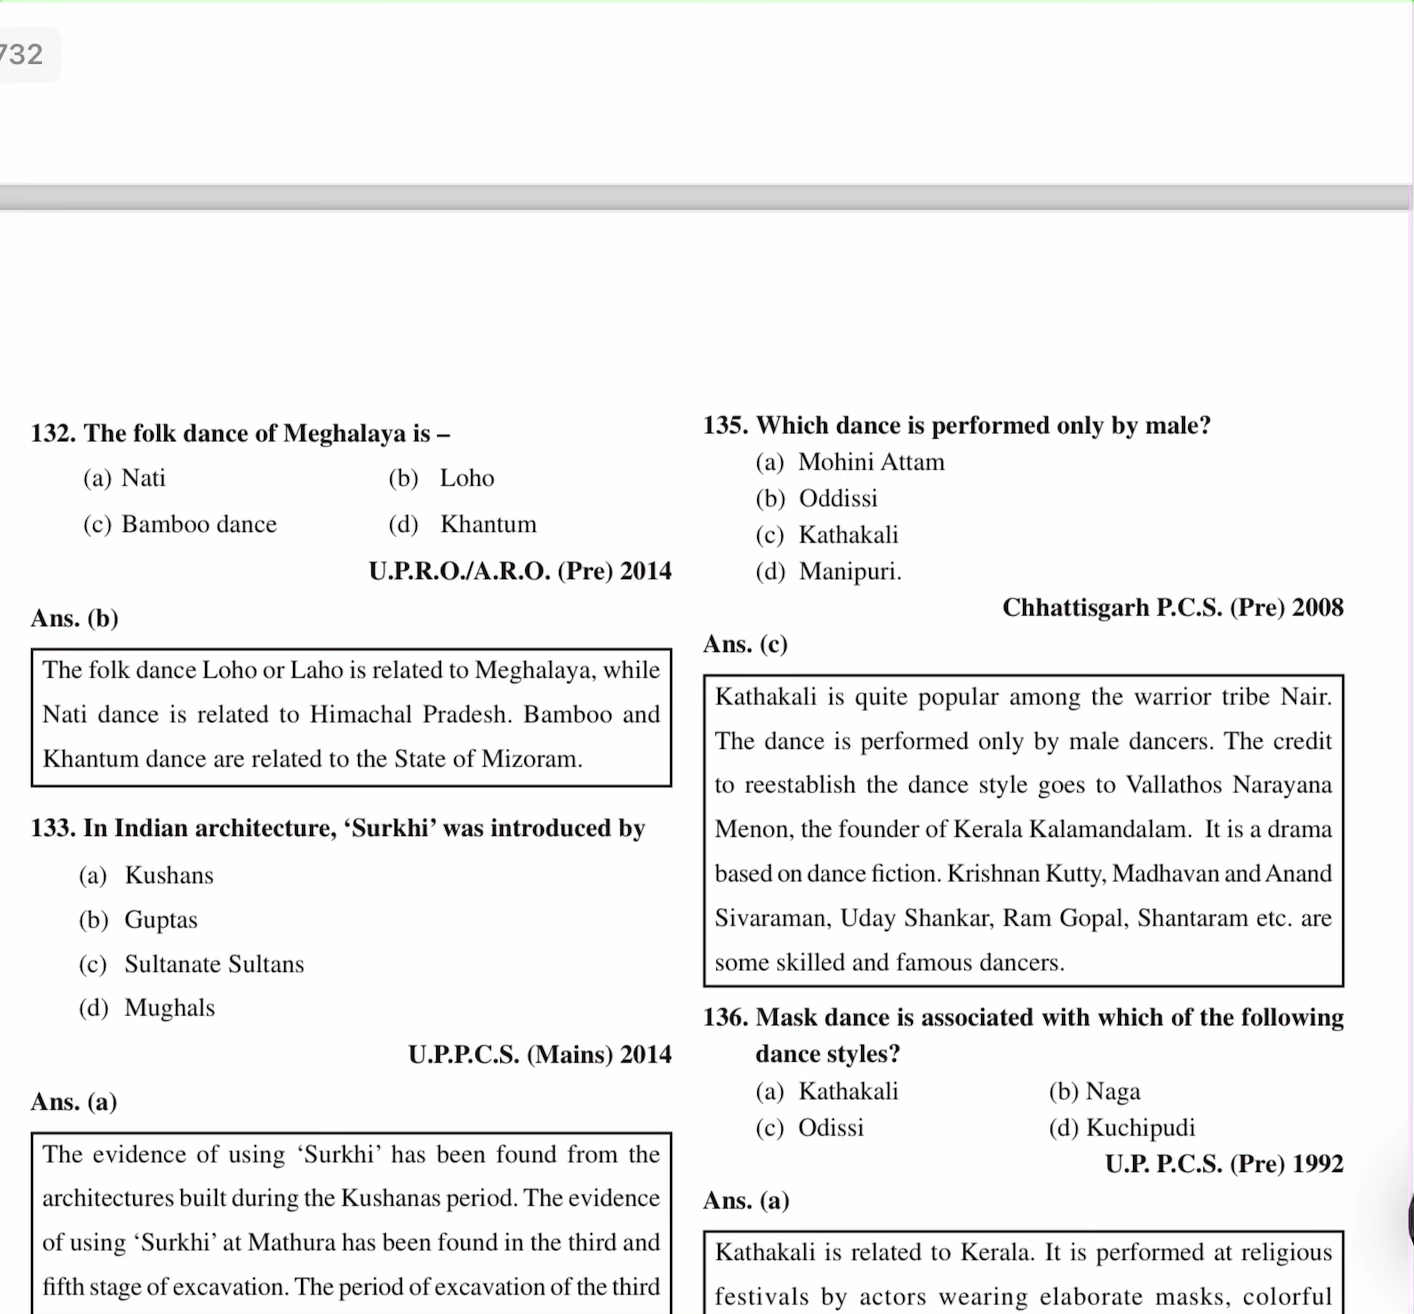 732
132. The folk dance of Meghalaya is –
(a) Nati (b) Loho
(c) Bamboo dance (d) Khantum
U.P.R.O./A.R.O. (Pre) 2014
Ans. (b)
The folk dance Loho or Laho is related to Meghalaya, while
Nati dance is related to Himachal Pradesh. Bamboo and
Khantum dance are related to the State of Mizoram.
133. In Indian architecture, ‘Surkhi’ was introduced by
(a) Kushans
(b) Guptas
(c) Sultanate Sultans
(d) Mughals
U.P.P.C.S. (Mains) 2014
Ans. (a)
The evidence of using ‘Surkhi’ has been found from the
architectures built during the Kushanas period. The evidence
of using ‘Surkhi’ at Mathura has been found in the third and
fifth stage of excavation. The period of excavation of the third
135. Which dance is performed only by male?
(a) Mohini Attam
(b) Oddissi
(c) Kathakali
(d) Manipuri.
Chhattisgarh P.C.S. (Pre) 2008
Ans. (c)
Kathakali is quite popular among the warrior tribe Nair.
The dance is performed only by male dancers. The credit
to reestablish the dance style goes to Vallathos Narayana
Menon, the founder of Kerala Kalamandalam. It is a drama
based on dance fiction. Krishnan Kutty, Madhavan and Anand
Sivaraman, Uday Shankar, Ram Gopal, Shantaram etc. are
some skilled and famous dancers.
136. Mask dance is associated with which of the following
dance styles?
(a) Kathakali (b) Naga
(c) Odissi (d) Kuchipudi
U.P. P.C.S. (Pre) 1992
Ans. (a)
Kathakali is related to Kerala. It is performed at religious
festivals by actors wearing elaborate masks, colorful